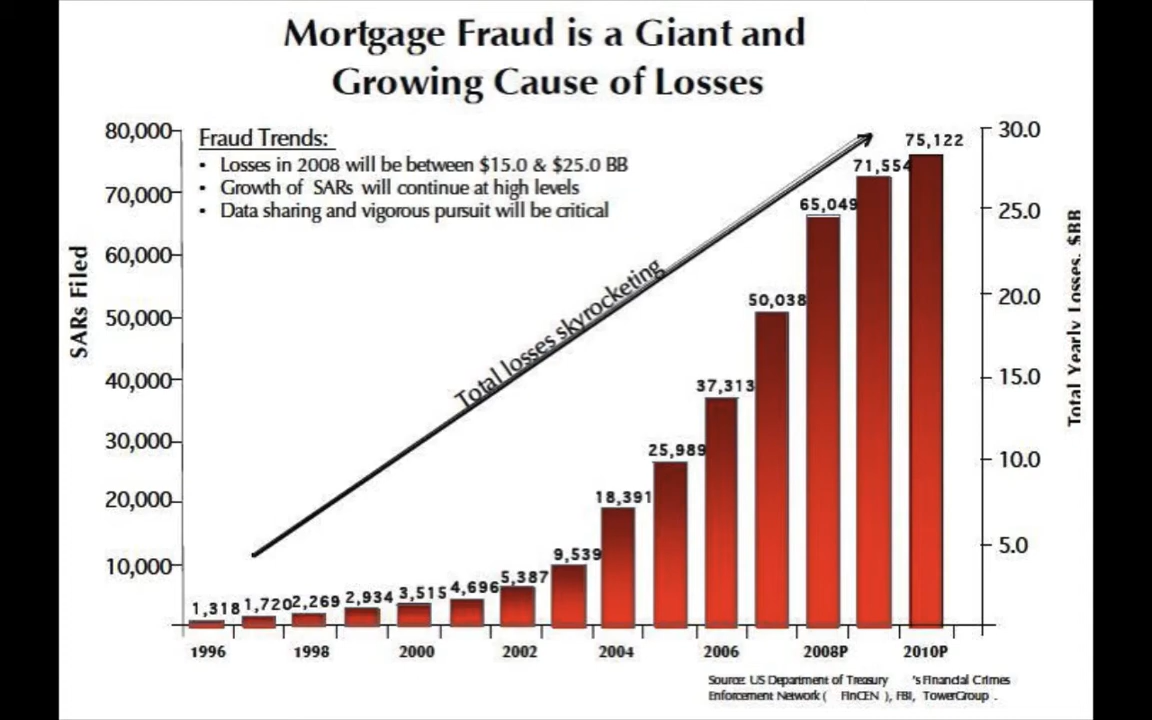 Mortgage Fraud is a Giant and
Growing Cause of Losses
Fraud Trends:
• Losses in 2008 will be between $15.0 & $25.0 BB
• Growth of SARs will continue at high levels
• Data sharing and vigorous pursuit will be critical
SARs Filed
80,000
70,000
60,000
50,000
40,000
30,000
20,000
10,000
Total losses skyrocketing
1,318
1,720
2,269
2,934
3,515
4,696
5,387
9,539
18,391
25,989
37,313
50,038
65,049
71,554
75,122
30.0
25.0
20.0
15.0
10.0
5.0
Total Yearly Losses, $BB
1996
1998
2000
2002
2004
2006
2008P
2010P
Source: US Department of Treasury 's Financial Crimes
Enforcement Network ( FinCEN ), FBI, TowerGroup .